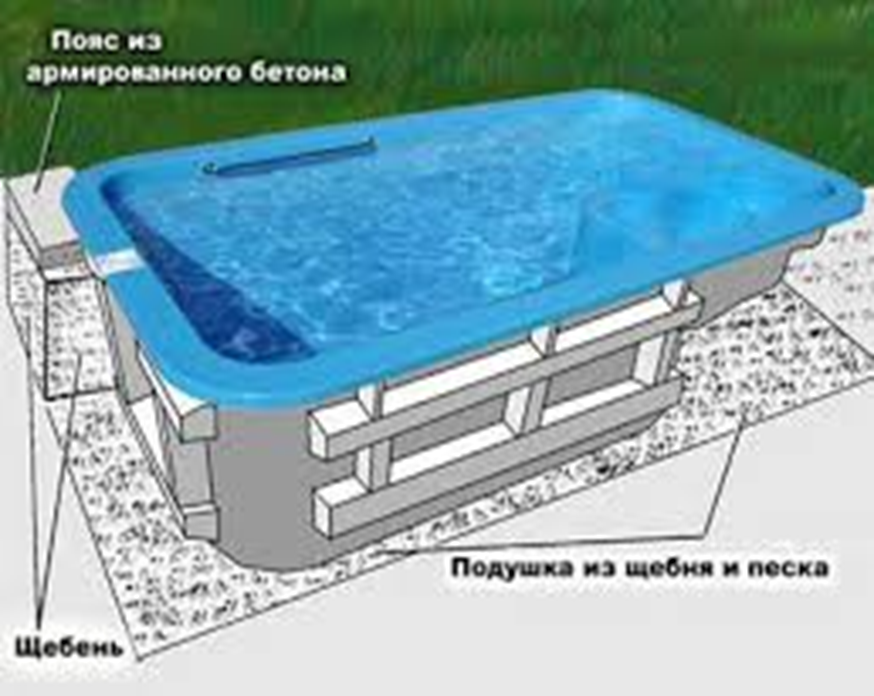 Пояс из
армированного бетона
Подушка из щебня и песка
Щебень